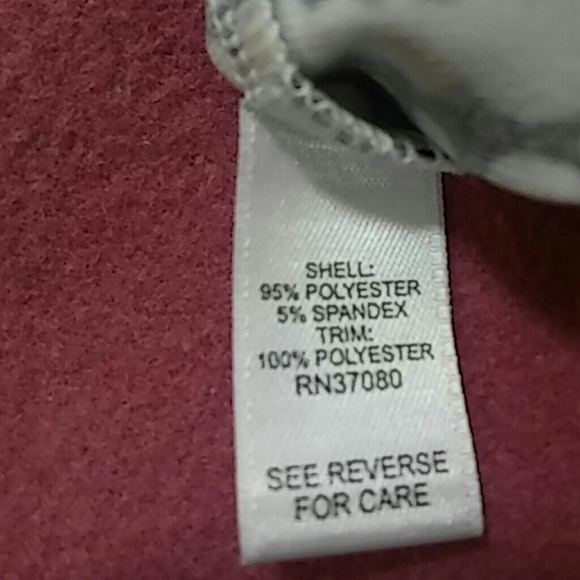 SHELL:
95% POLYESTER
5% SPANDEX
TRIM:
100% POLYESTER
RN37080
SEE REVERSE
FOR CARE